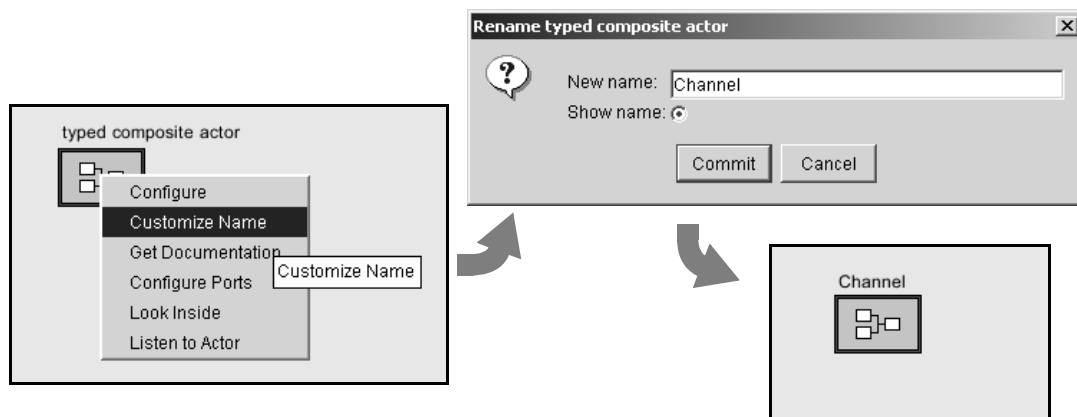 typed composite actor
Configure
Customize Name
Get Documentation
Customize Name
Configure Ports
Look Inside
Listen to Actor
Rename typed composite actor
New name: Channel
Show name:
Commit Cancel
Channel